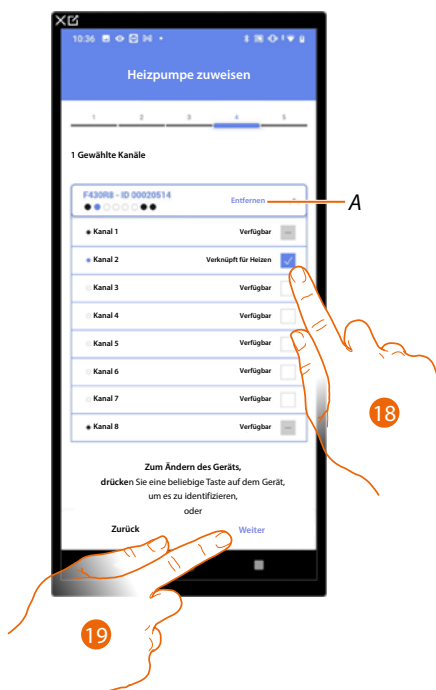 10:36
Heizpumpe zuweisen
1 2 3 4 5
1 Gewählte Kanäle
F430R8 - ID 00020514
Entfernen
A
Kanal 1 Verfügbar
Kanal 2 Verknüpft für Heizen
Kanal 3 Verfügbar
Kanal 4 Verfügbar
Kanal 5 Verfügbar
Kanal 6 Verfügbar
Kanal 7 Verfügbar
Kanal 8 Verfügbar
18
Zum Ändern des Geräts,
drücken Sie eine beliebige Taste auf dem Gerät,
um es zu identifizieren,
oder
Zurück Weiter
19